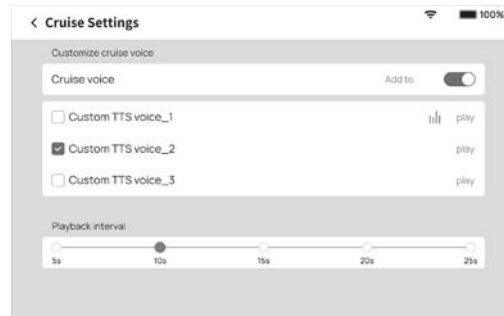 100%
< Cruise Settings
Customize cruise voice
Cruise voice Add to
Custom TTS voice_1 play
Custom TTS voice_2 play
Custom TTS voice_3 play
Playback interval
5s 10s 15s 20s 25s